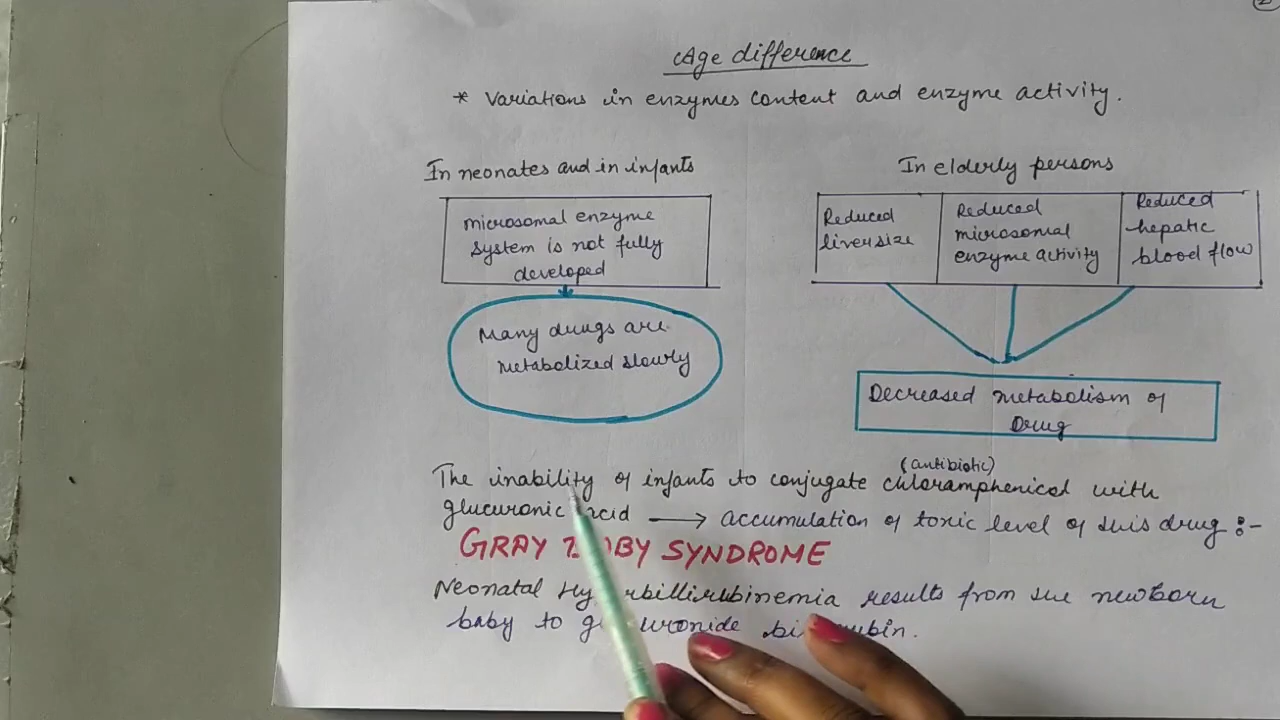 Age difference
* Variations in enzymes content and enzyme activity.
In neonates and in infants
microsomal enzyme
system is not fully
developed
Many drugs are
metabolized slowly
In elderly persons
Reduced
liver size
Reduced
microsomal
enzyme activity
Reduced
hepatic
blood flow
Decreased metabolism of
Drug
(antibiotic)
The inability of infants to conjugate chloramphenicol with
glucuronic acid → accumulation of toxic level of this drug :-
GRAY BABY SYNDROME
Neonatal results from the newborn
baby to